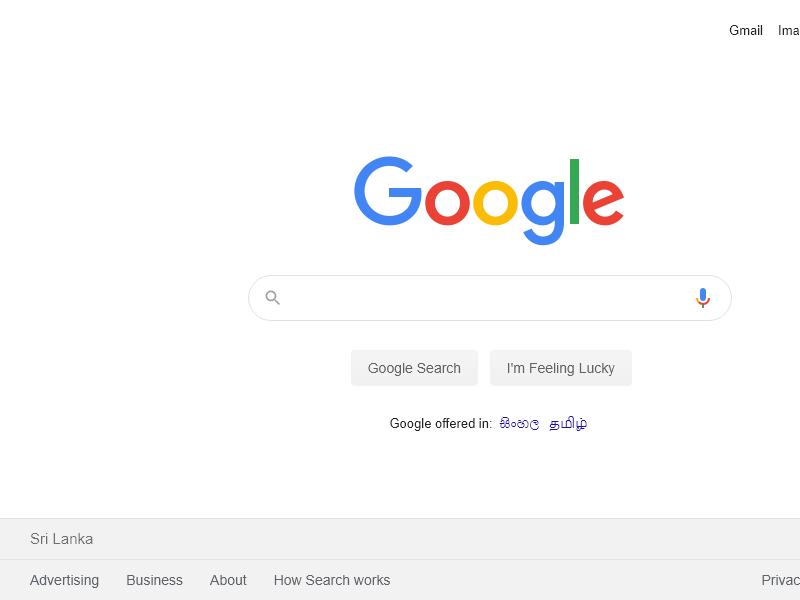 Gmail Ima
Google
Google Search I'm Feeling Lucky
Google offered in: සිංහල தமிழ்
Sri Lanka
Advertising Business About How Search works Privac